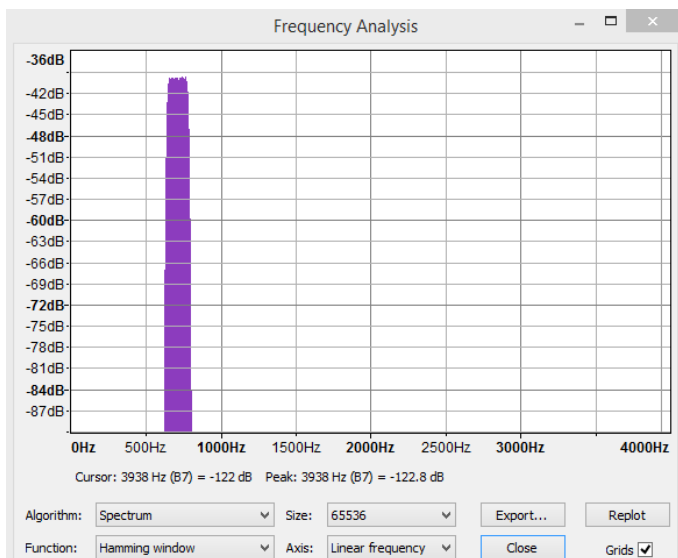 Frequency Analysis
-36dB
-42dB
-45dB
-48dB
-51dB
-54dB
-57dB
-60dB
-63dB
-66dB
-69dB
-72dB
-75dB
-78dB
-81dB
-84dB
-87dB
0Hz 500Hz 1000Hz 1500Hz 2000Hz 2500Hz 3000Hz 4000Hz
Cursor: 3938 Hz (B7) = -122 dB Peak: 3938 Hz (B7) = -122.8 dB
Algorithm: Spectrum Size: 65536 Export... Replot
Function: Hamming window Axis: Linear frequency Close Grids